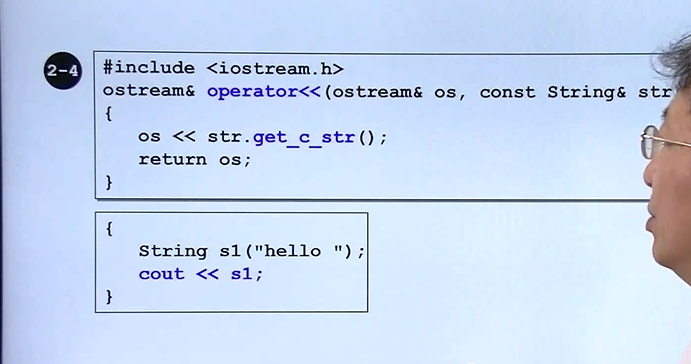 2-4
#include <iostream.h>
ostream& operator<<(ostream& os, const String& str
{
   os << str.get_c_str();
   return os;
}
{
   String s1("hello ");
   cout << s1;
}